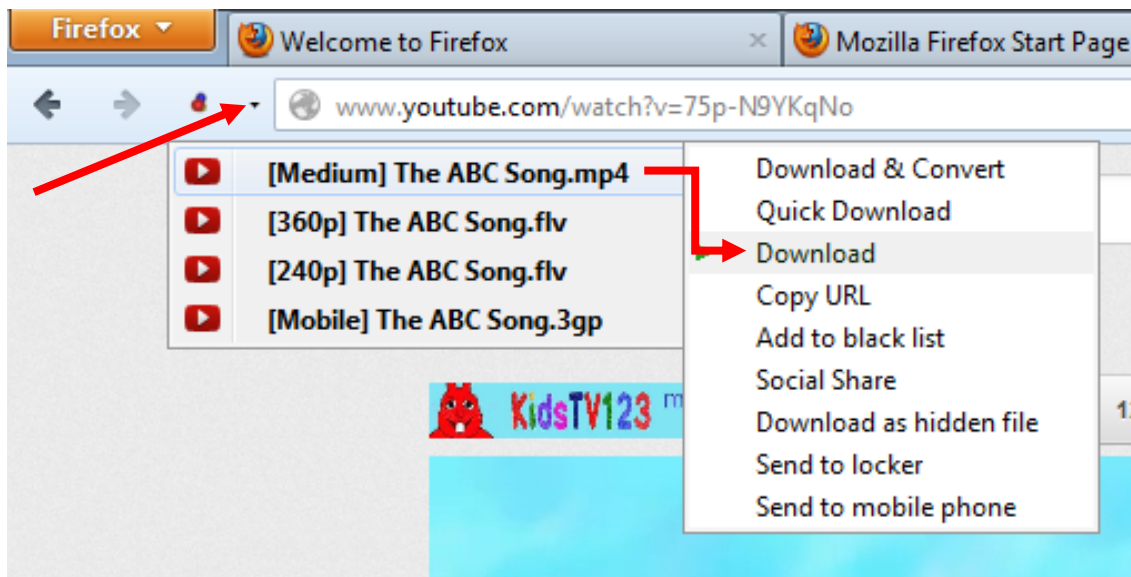 Firefox
Welcome to Firefox
Mozilla Firefox Start Page
www.youtube.com/watch?v=75p-N9YKqNo
[Medium] The ABC Song.mp4
[360p] The ABC Song.flv
[240p] The ABC Song.flv
[Mobile] The ABC Song.3gp
Download & Convert
Quick Download
Download
Copy URL
Add to black list
Social Share
Download as hidden file
Send to locker
Send to mobile phone
KidsTV123